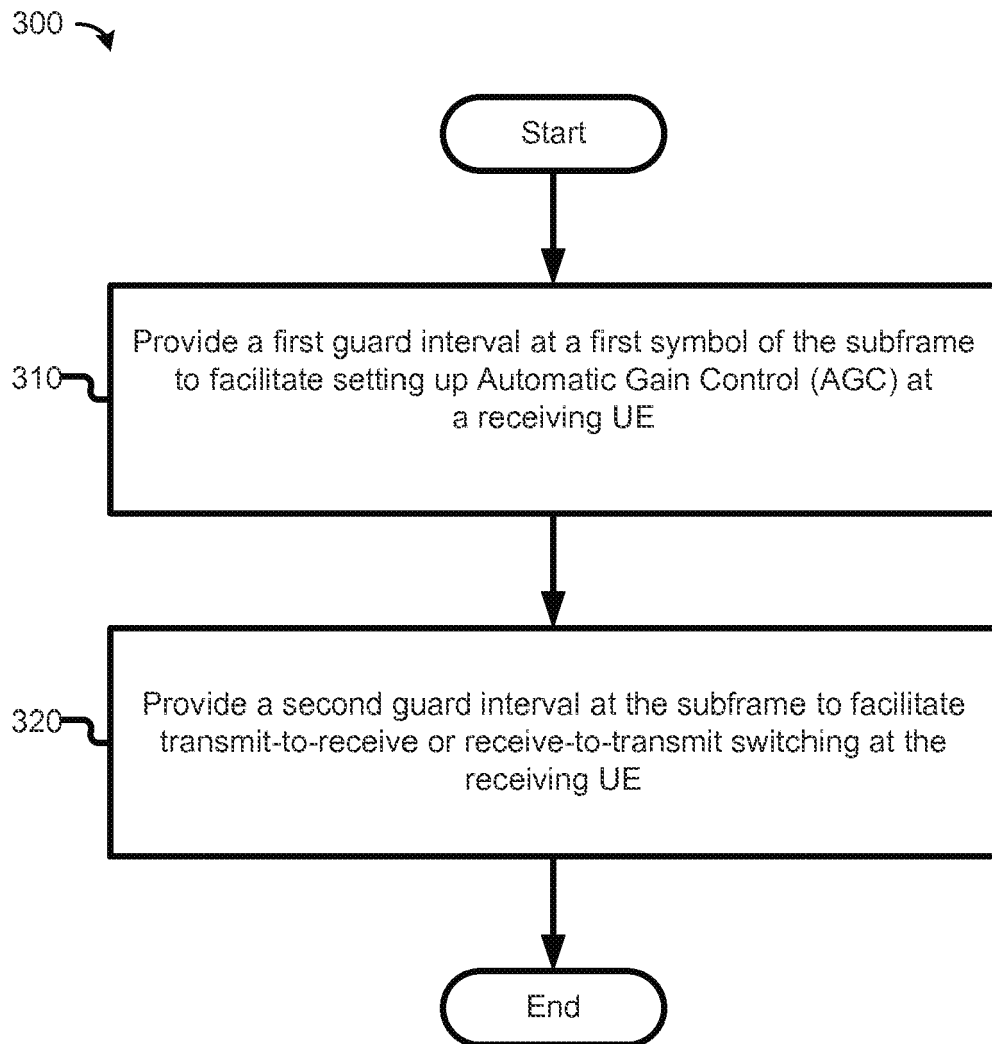 300
Start
310
Provide a first guard interval at a first symbol of the subframe
to facilitate setting up Automatic Gain Control (AGC) at
a receiving UE
320
Provide a second guard interval at the subframe to facilitate
transmit-to-receive or receive-to-transmit switching at the
receiving UE
End